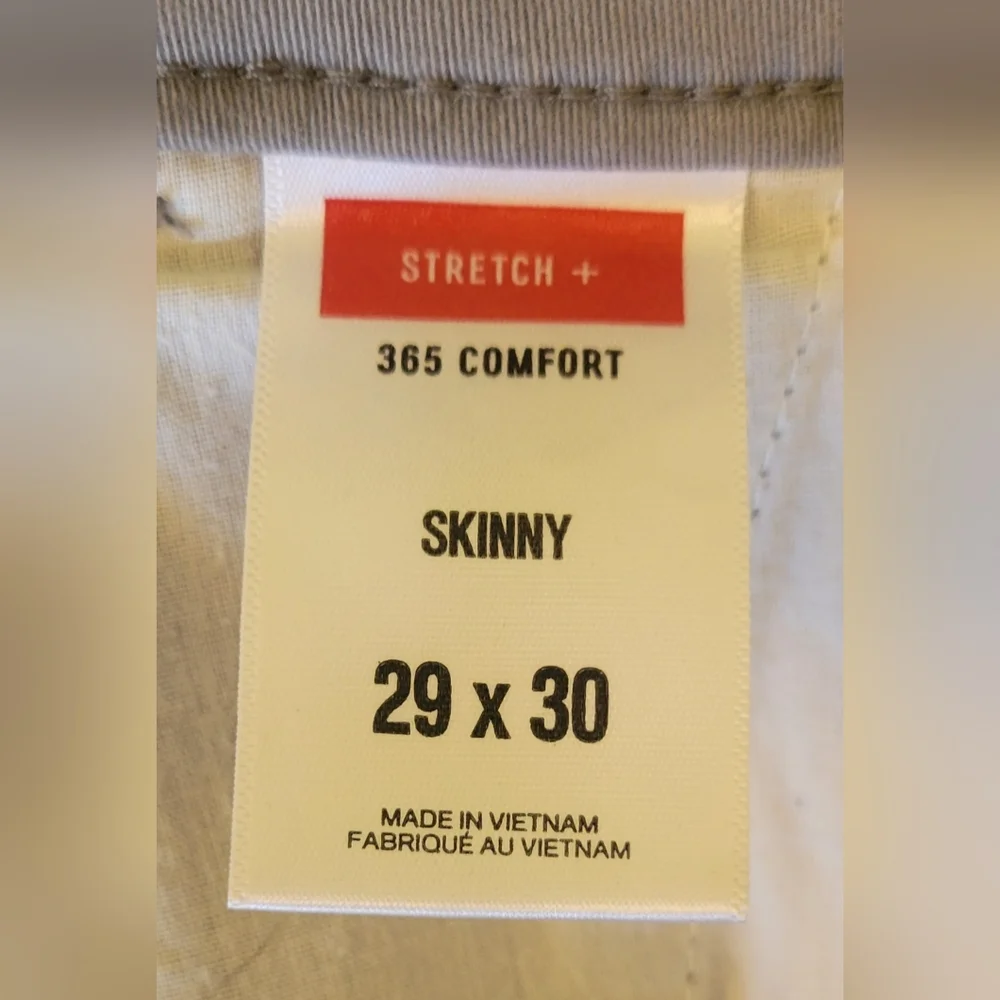 STRETCH +
365 COMFORT
SKINNY
29 x 30
MADE IN VIETNAM
FABRIQUÉ AU VIETNAM